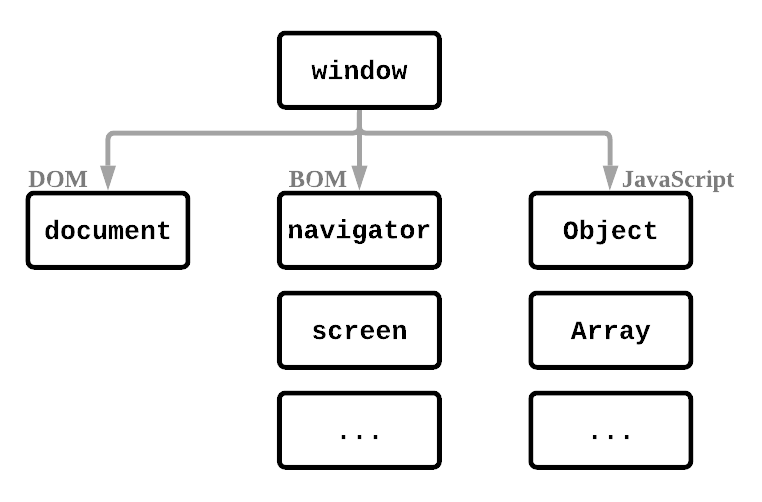 window
DOM
BOM
JavaScript
document
navigator
Object
screen
Array
...
...